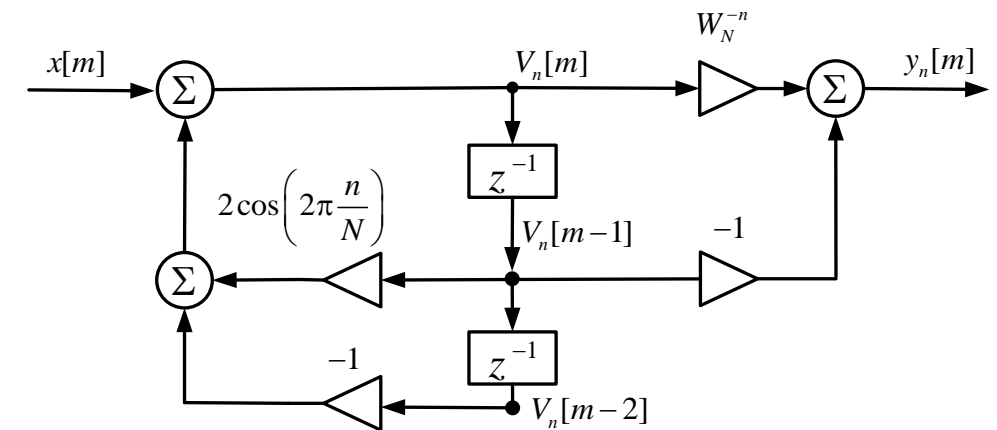 W_N^{-n}
x[m]
V_n[m]
y_n[m]
Σ
Σ
z^{-1}
2cos(2π n/N)
V_n[m−1]
−1
Σ
z^{-1}
−1
V_n[m−2]